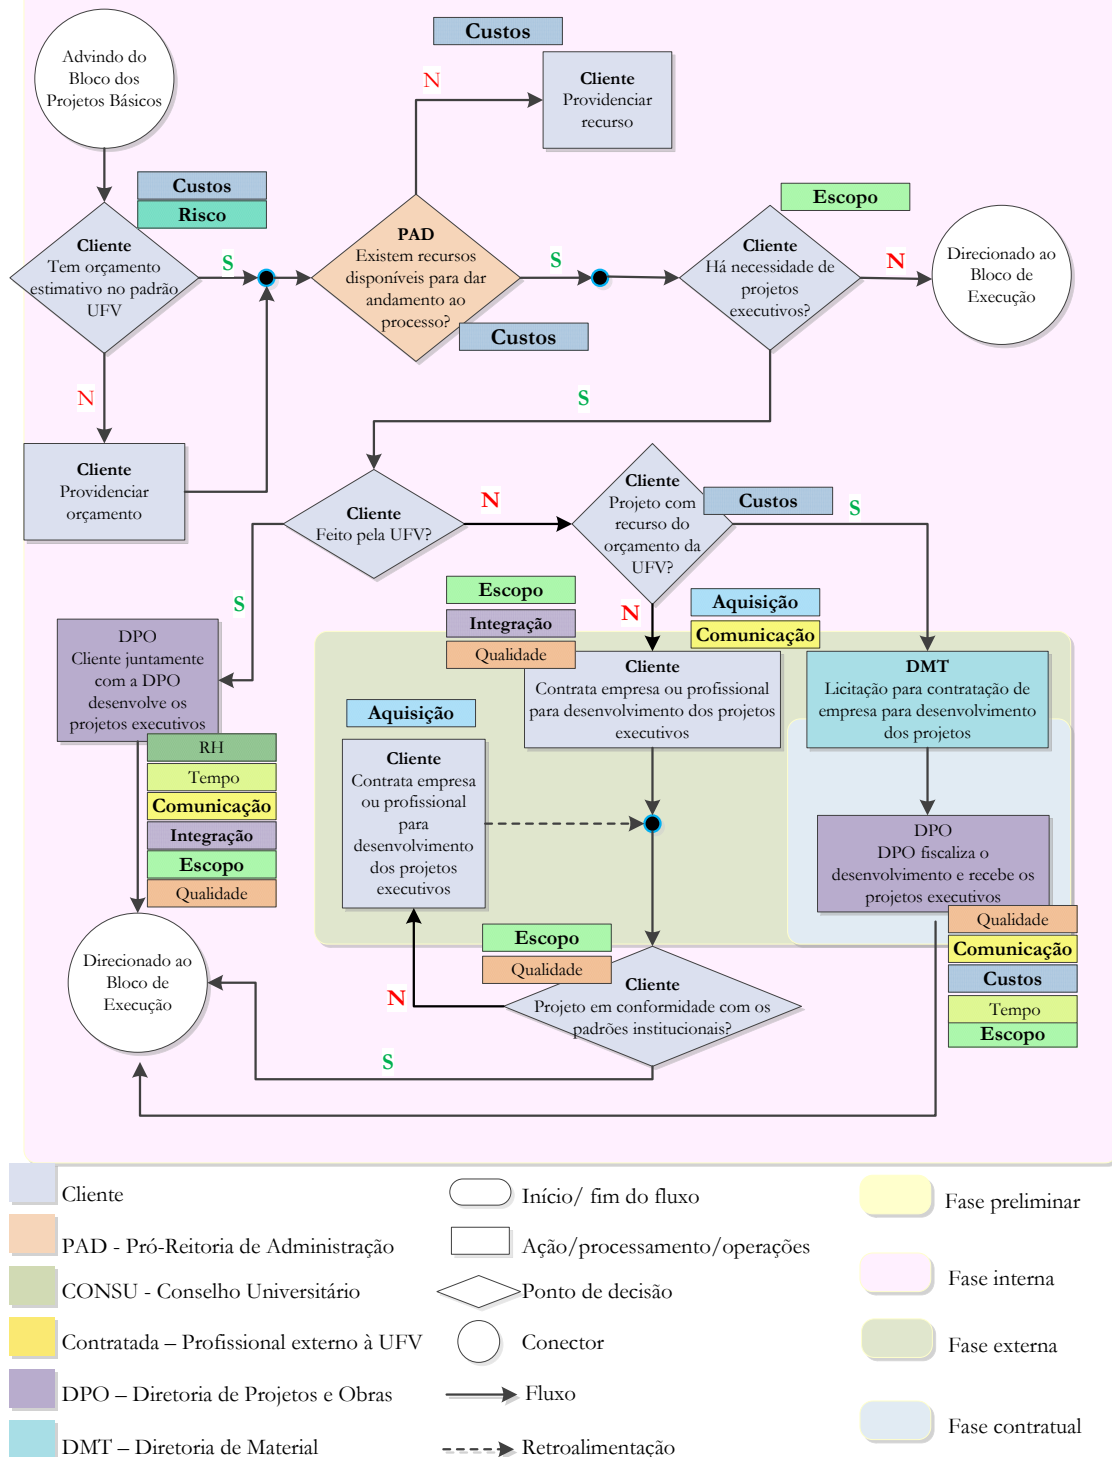 Advindo do
Bloco dos
Projetos Básicos
Custos
N
Cliente
Providenciar
recurso
Custos
Risco
Escopo
Cliente
Tem orçamento
estimativo no padrão
UFV
S
PAD
Existem recursos
disponíveis para dar
andamento ao
processo?
S
Custos
Cliente
Há necessidade de
projetos
executivos?
N
Direcionado ao
Bloco de
Execução
N
S
Cliente
Providenciar
orçamento
Cliente
Feito pela UFV?
N
Cliente
Projeto com
recurso do
orçamento da
UFV?
Custos
S
S
Escopo
Integração
Qualidade
N
Aquisição
Comunicação
DPO
Cliente juntamente
com a DPO
desenvolve os
projetos executivos
Cliente
Contrata empresa ou profissional
para desenvolvimento dos projetos
executivos
DMT
Licitação para contratação de
empresa para desenvolvimento
dos projetos
Aquisição
RH
Tempo
Comunicação
Integração
Escopo
Qualidade
Cliente
Contrata empresa
ou profissional
para
desenvolvimento
dos projetos
executivos
DPO
DPO fiscaliza o
desenvolvimento e recebe os
projetos executivos
Qualidade
Comunicação
Custos
Tempo
Escopo
Escopo
Qualidade
Direcionado ao
Bloco de
Execução
N
Cliente
Projeto em conformidade com os
padrões institucionais?
S
Cliente
PAD - Pró-Reitoria de Administração
CONSU - Conselho Universitário
Contratada – Profissional externo à UFV
DPO – Diretoria de Projetos e Obras
DMT – Diretoria de Material
Início/ fim do fluxo
Ação/processamento/operações
Ponto de decisão
Conector
Fluxo
Retroalimentação
Fase preliminar
Fase interna
Fase externa
Fase contratual